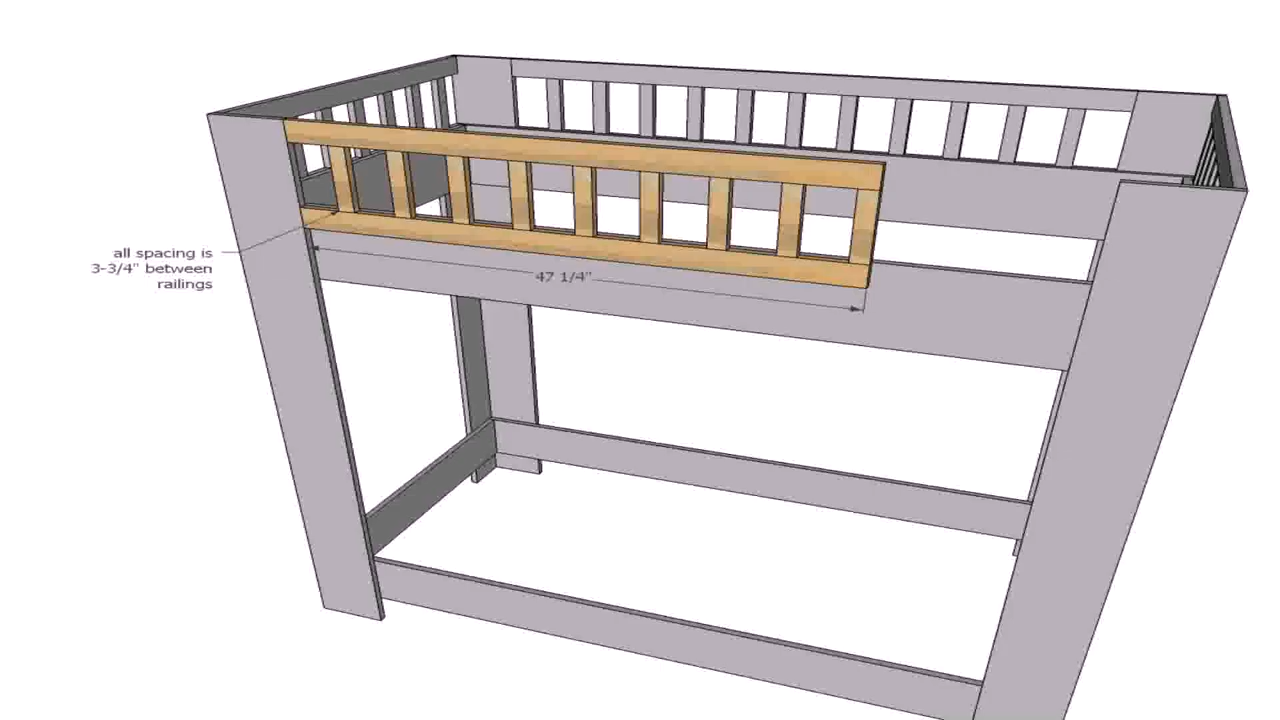 all spacing is
3-3/4" between
railings
47 1/4"